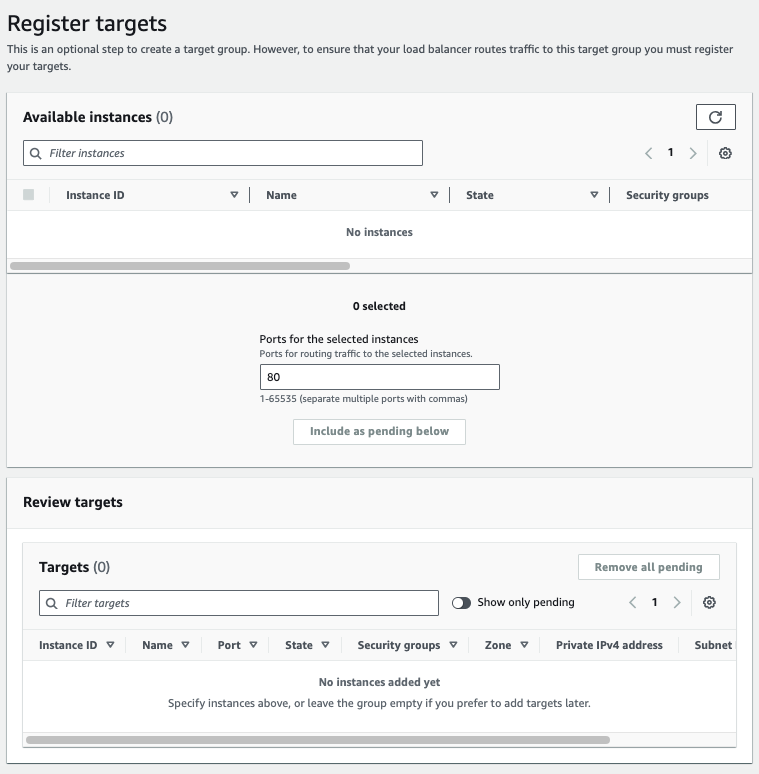 Register targets
This is an optional step to create a target group. However, to ensure that your load balancer routes traffic to this target group you must register
your targets.
Available instances (0)
Filter instances
1
Instance ID Name State Security groups
No instances
0 selected
Ports for the selected instances
Ports for routing traffic to the selected instances.
80
1-65535 (separate multiple ports with commas)
Include as pending below
Review targets
Targets (0)
Remove all pending
Filter targets
Show only pending
1
Instance ID Name Port State Security groups Zone Private IPv4 address Subnet
No instances added yet
Specify instances above, or leave the group empty if you prefer to add targets later.